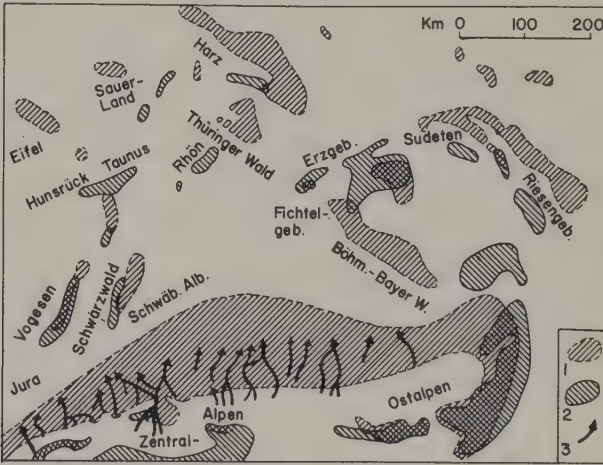 Km 0 100 200
Harz
Sauer-
Land
Eifel
Thüringer Wald
Rhön
Hunsrück Taunus
Erzgeb.
Sudeten
Riesengeb.
Fichtel-
geb.
Böhm.-Bayer W.
Vogesen
Schwärzwald
Schwäb. Alb.
Jura
Alpen
Zentral-
Ostalpen
1
2
3